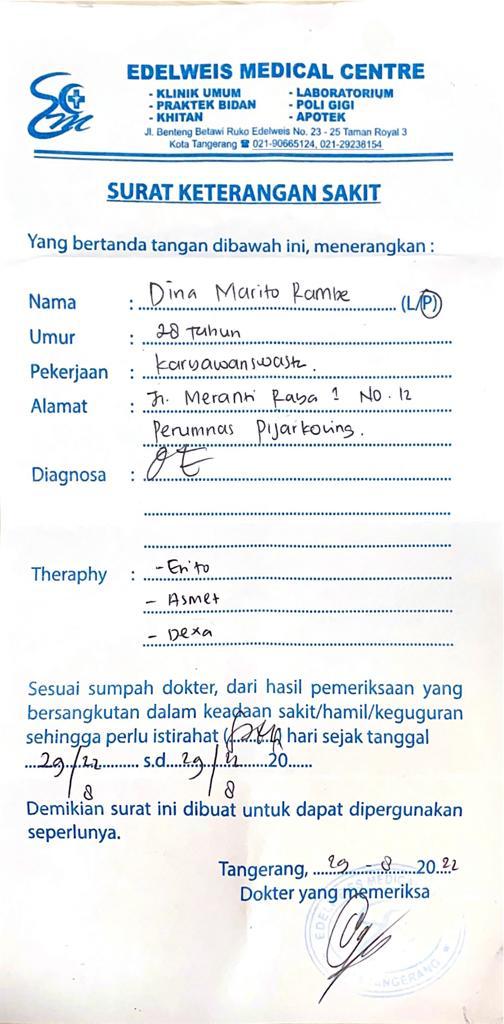 EDELWEIS MEDICAL CENTRE
- KLINIK UMUM - LABORATORIUM
- PRAKTEK BIDAN - POLI GIGI
- KHITAN - APOTEK
Jl. Benteng Betawi Ruko Edelweis No. 23 - 25 Taman Royal 3
Kota Tangerang ☎ 021-90665124, 021-29238154
SURAT KETERANGAN SAKIT
Yang bertanda tangan dibawah ini, menerangkan :
Nama : Dina Marito Rambe (L/P)
Umur : 28 Tahun
Pekerjaan : karyawanswasta.
Alamat : Jl. Meranti Raya 1 No. 12
Perumnas
Diagnosa : GE
Theraphy :
- Asmet
- Dexa
Sesuai sumpah dokter, dari hasil pemeriksaan yang
bersangkutan dalam keadaan sakit/hamil/keguguran
sehingga perlu istirahat ( ) hari sejak tanggal
29/8 22 s.d. 29/8 22 20
Demikian surat ini dibuat untuk dapat dipergunakan
seperlunya.
Tangerang, 29 - 8 2022
Dokter yang memeriksa
EDELWEIS MEDICAL
TANGERANG